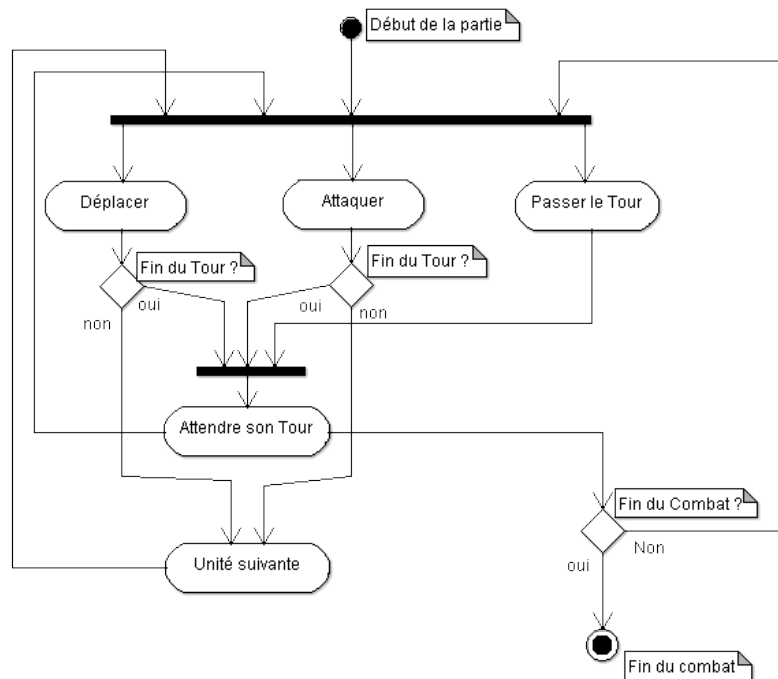 Début de la partie
Déplacer
Attaquer
Passer le Tour
Fin du Tour ?
Fin du Tour ?
oui
oui
non
non
Attendre son Tour
Fin du Combat ?
Unité suivante
oui
Non
Fin du combat